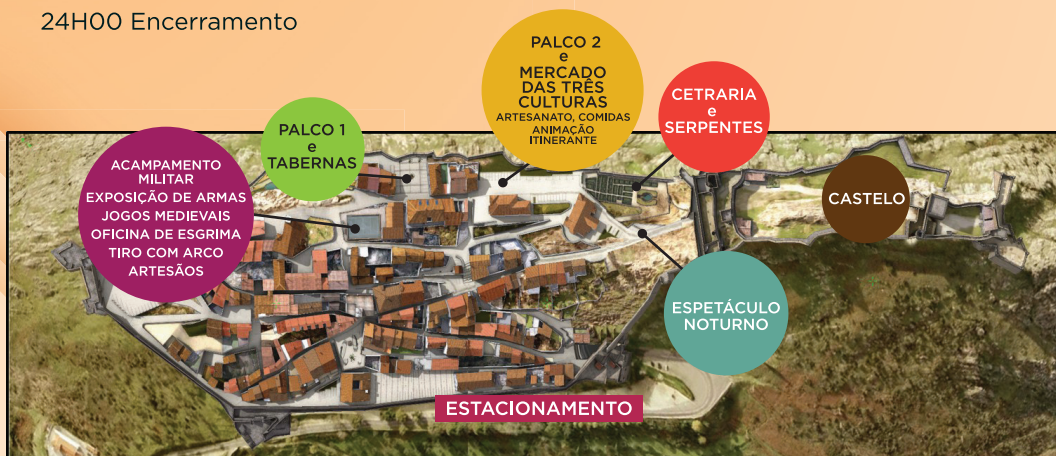 24H00 Encerramento
PALCO 2
e
MERCADO
DAS TRÊS
CULTURAS
ARTESANATO, COMIDAS
ANIMAÇÃO
ITINERANTE
CETRARIA
e
SERPENTES
PALCO 1
e
TABERNAS
ACAMPAMENTO
MILITAR
EXPOSIÇÃO DE ARMAS
JOGOS MEDIEVAIS
OFICINA DE ESGRIMA
TIRO COM ARCO
ARTESÃOS
CASTELO
ESPETÁCULO
NOTURNO
ESTACIONAMENTO